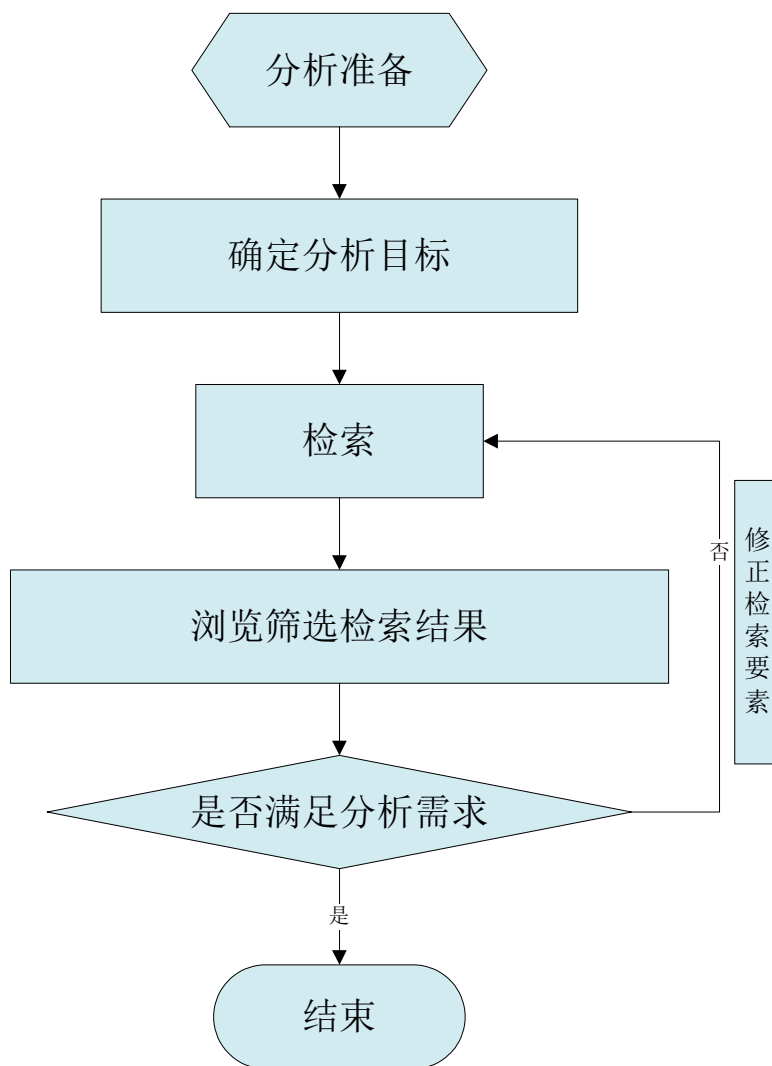 分析准备
确定分析目标
检索
浏览筛选检索结果
否
修正检索要素
是否满足分析需求
是
结束